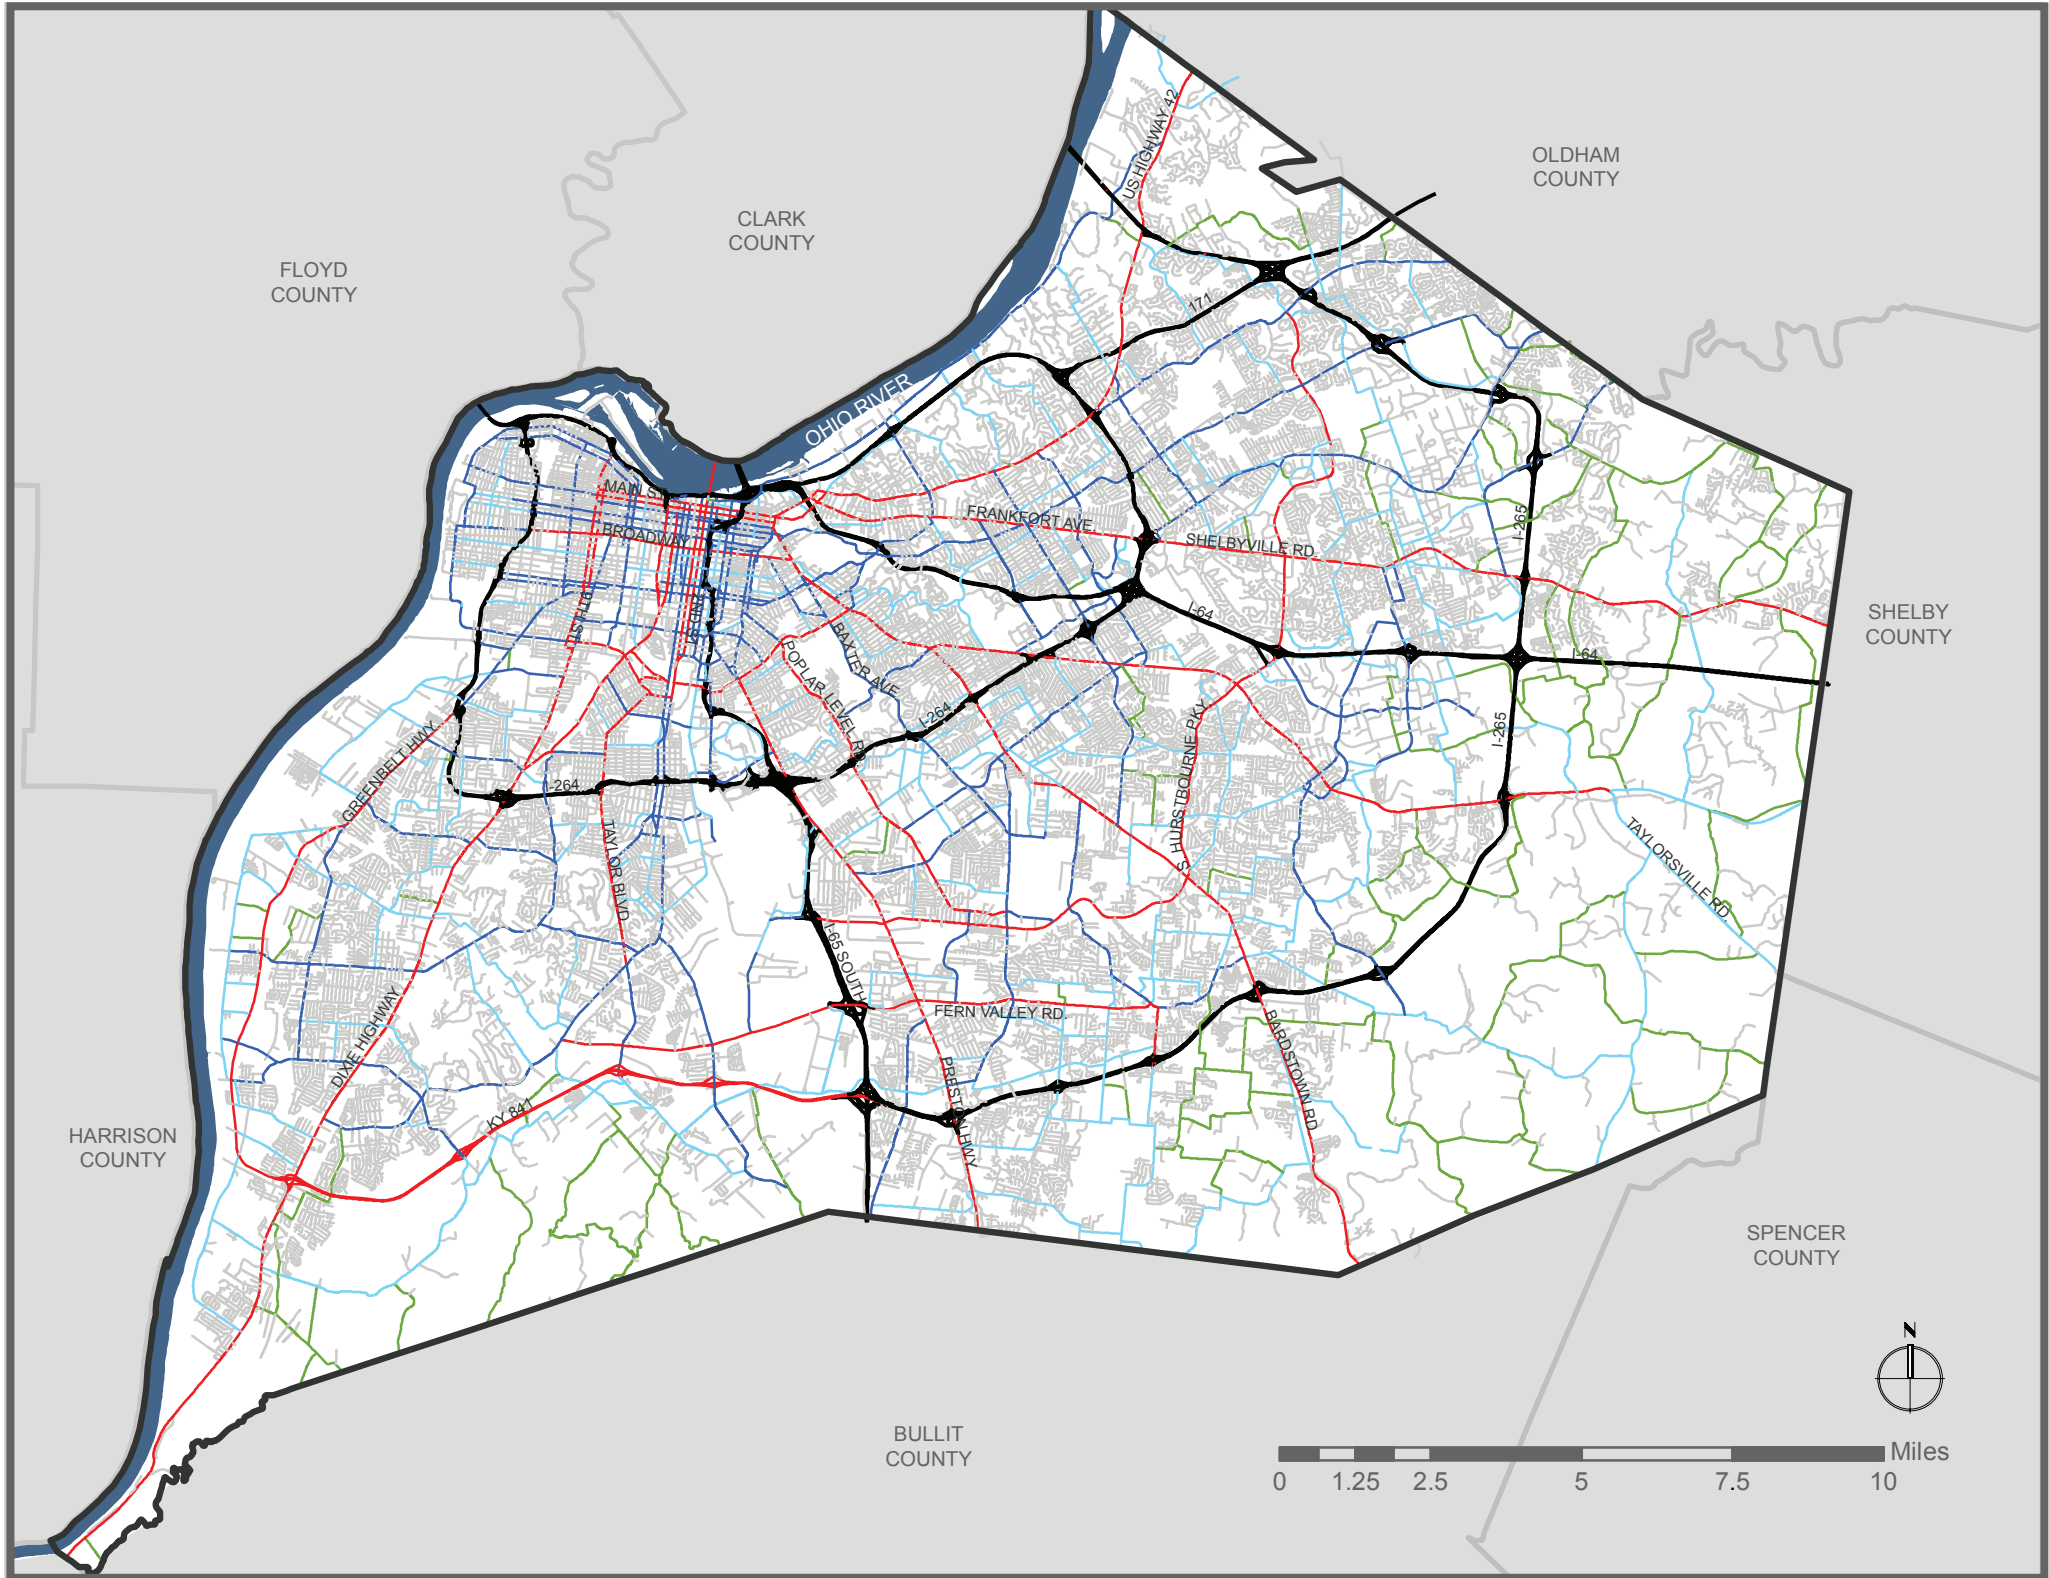 US HIGHWAY 42
OLDHAM
COUNTY
CLARK
COUNTY
FLOYD
COUNTY
I71
OHIO RIVER
MAIN ST.
FRANKFORT AVE.
BROADWAY
SHELBYVILLE RD.
I-265
I-64
SHELBY
COUNTY
BAXTER AVE
POPLAR LEVEL RD.
I-64
I-264
GREENBELT HWY.
I-265
S HURSTBOURNE PKY
I-264
TAYLOR BLVD
TAYLORSVILLE RD.
I-65 SOUTH
FERN VALLEY RD.
DIXIE HIGHWAY
BARDSTOWN RD
PRESTON HWY
KY 841
HARRISON
COUNTY
SPENCER
COUNTY
N
BULLIT
COUNTY
Miles
0 1.25 2.5 5 7.5 10